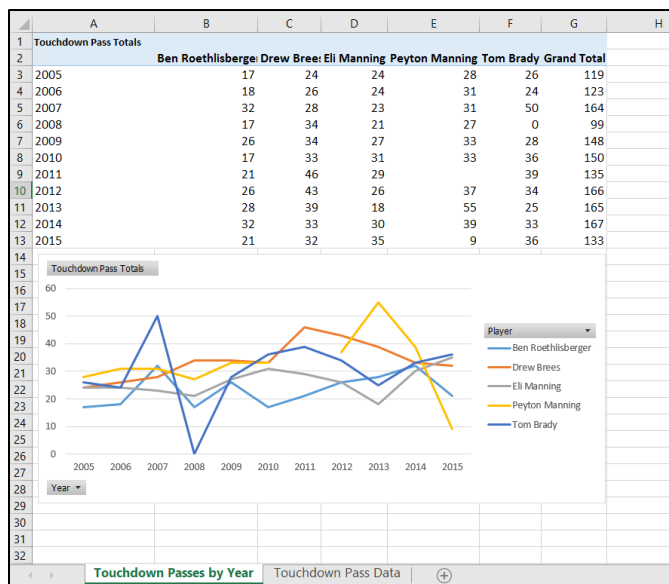 A B C D E F G H
1 Touchdown Pass Totals
2 Ben Roethlisberger Drew Brees Eli Manning Peyton Manning Tom Brady Grand Total
3 2005 17 24 24 28 26 119
4 2006 18 26 24 31 24 123
5 2007 32 28 23 31 50 164
6 2008 17 34 21 27 0 99
7 2009 26 34 27 33 28 148
8 2010 17 33 31 33 36 150
9 2011 21 46 29 39 135
10 2012 26 43 26 37 34 166
11 2013 28 39 18 55 25 165
12 2014 32 33 30 39 33 167
13 2015 21 32 35 9 36 133
14
15 Touchdown Pass Totals
16 60
17
18 50
19 Player
20 40 Ben Roethlisberger
21 30 Drew Brees
22 20 Eli Manning
23 Peyton Manning
24 10 Tom Brady
25
26 0
27 2005 2006 2007 2008 2009 2010 2011 2012 2013 2014 2015
28 Year
29
30
31
32
Touchdown Passes by Year Touchdown Pass Data